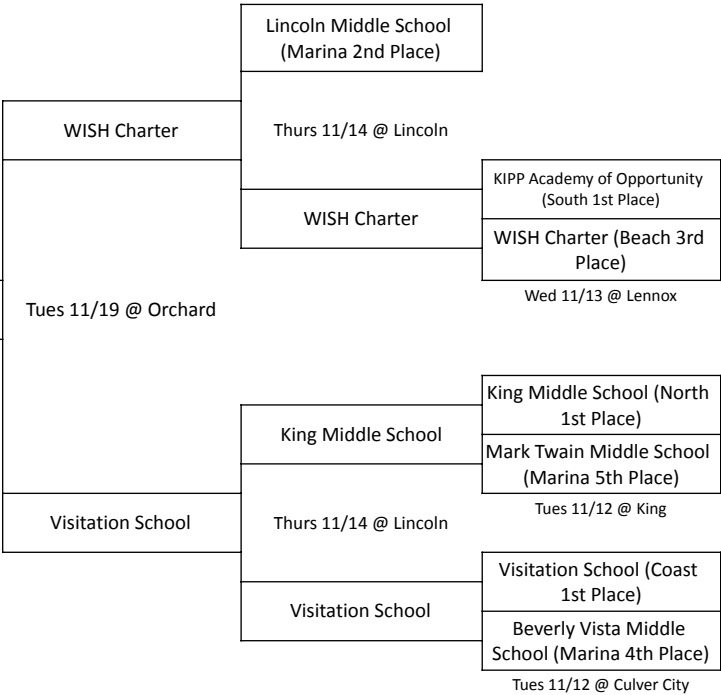 Lincoln Middle School
(Marina 2nd Place)
WISH Charter
Thurs 11/14 @ Lincoln
KIPP Academy of Opportunity
(South 1st Place)
WISH Charter
WISH Charter (Beach 3rd
Place)
Wed 11/13 @ Lennox
Tues 11/19 @ Orchard
King Middle School (North
1st Place)
King Middle School
Mark Twain Middle School
(Marina 5th Place)
Tues 11/12 @ King
Visitation School
Thurs 11/14 @ Lincoln
Visitation School (Coast
1st Place)
Visitation School
Beverly Vista Middle
School (Marina 4th Place)
Tues 11/12 @ Culver City